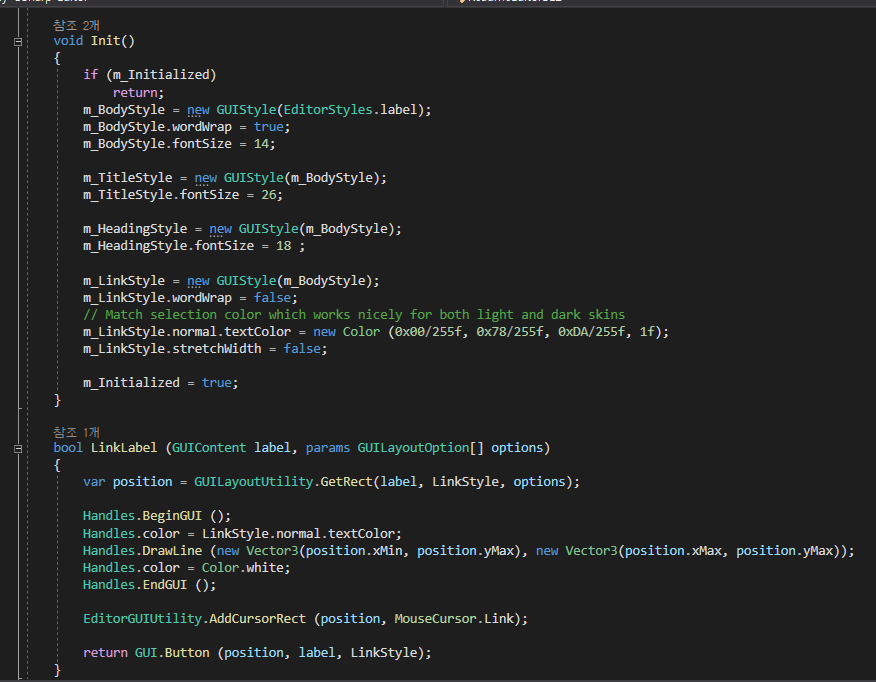 참조 2개
void Init()
{
    if (m_Initialized)
        return;
    m_BodyStyle = new GUIStyle(EditorStyles.label);
    m_BodyStyle.wordWrap = true;
    m_BodyStyle.fontSize = 14;

    m_TitleStyle = new GUIStyle(m_BodyStyle);
    m_TitleStyle.fontSize = 26;

    m_HeadingStyle = new GUIStyle(m_BodyStyle);
    m_HeadingStyle.fontSize = 18 ;

    m_LinkStyle = new GUIStyle(m_BodyStyle);
    m_LinkStyle.wordWrap = false;
    // Match selection color which works nicely for both light and dark skins
    m_LinkStyle.normal.textColor = new Color (0x00/255f, 0x78/255f, 0xDA/255f, 1f);
    m_LinkStyle.stretchWidth = false;

    m_Initialized = true;
}

참조 1개
bool LinkLabel (GUIContent label, params GUILayoutOption[] options)
{
    var position = GUILayoutUtility.GetRect(label, LinkStyle, options);

    Handles.BeginGUI ();
    Handles.color = LinkStyle.normal.textColor;
    Handles.DrawLine (new Vector3(position.xMin, position.yMax), new Vector3(position.xMax, position.yMax));
    Handles.color = Color.white;
    Handles.EndGUI ();

    EditorGUIUtility.AddCursorRect (position, MouseCursor.Link);

    return GUI.Button (position, label, LinkStyle);
}